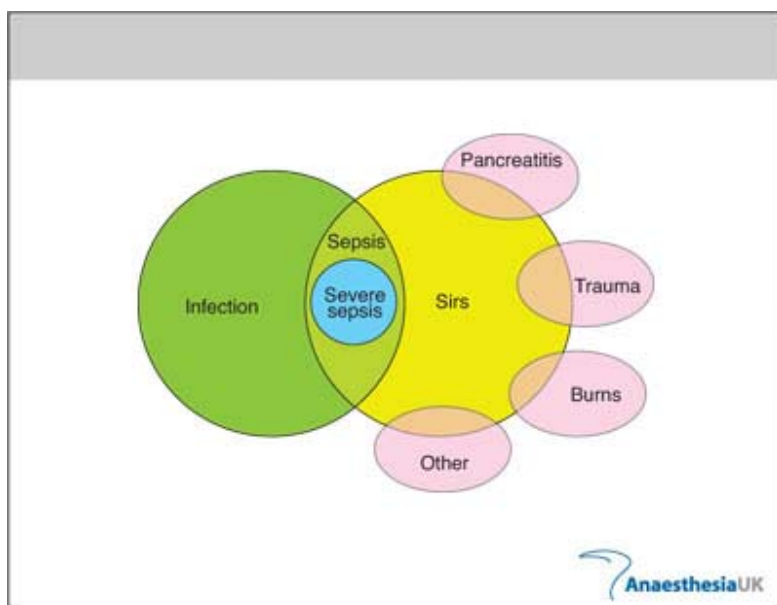 Pancreatitis
Sepsis
Infection
Severe
sepsis
Sirs
Trauma
Burns
Other
AnaesthesiaUK